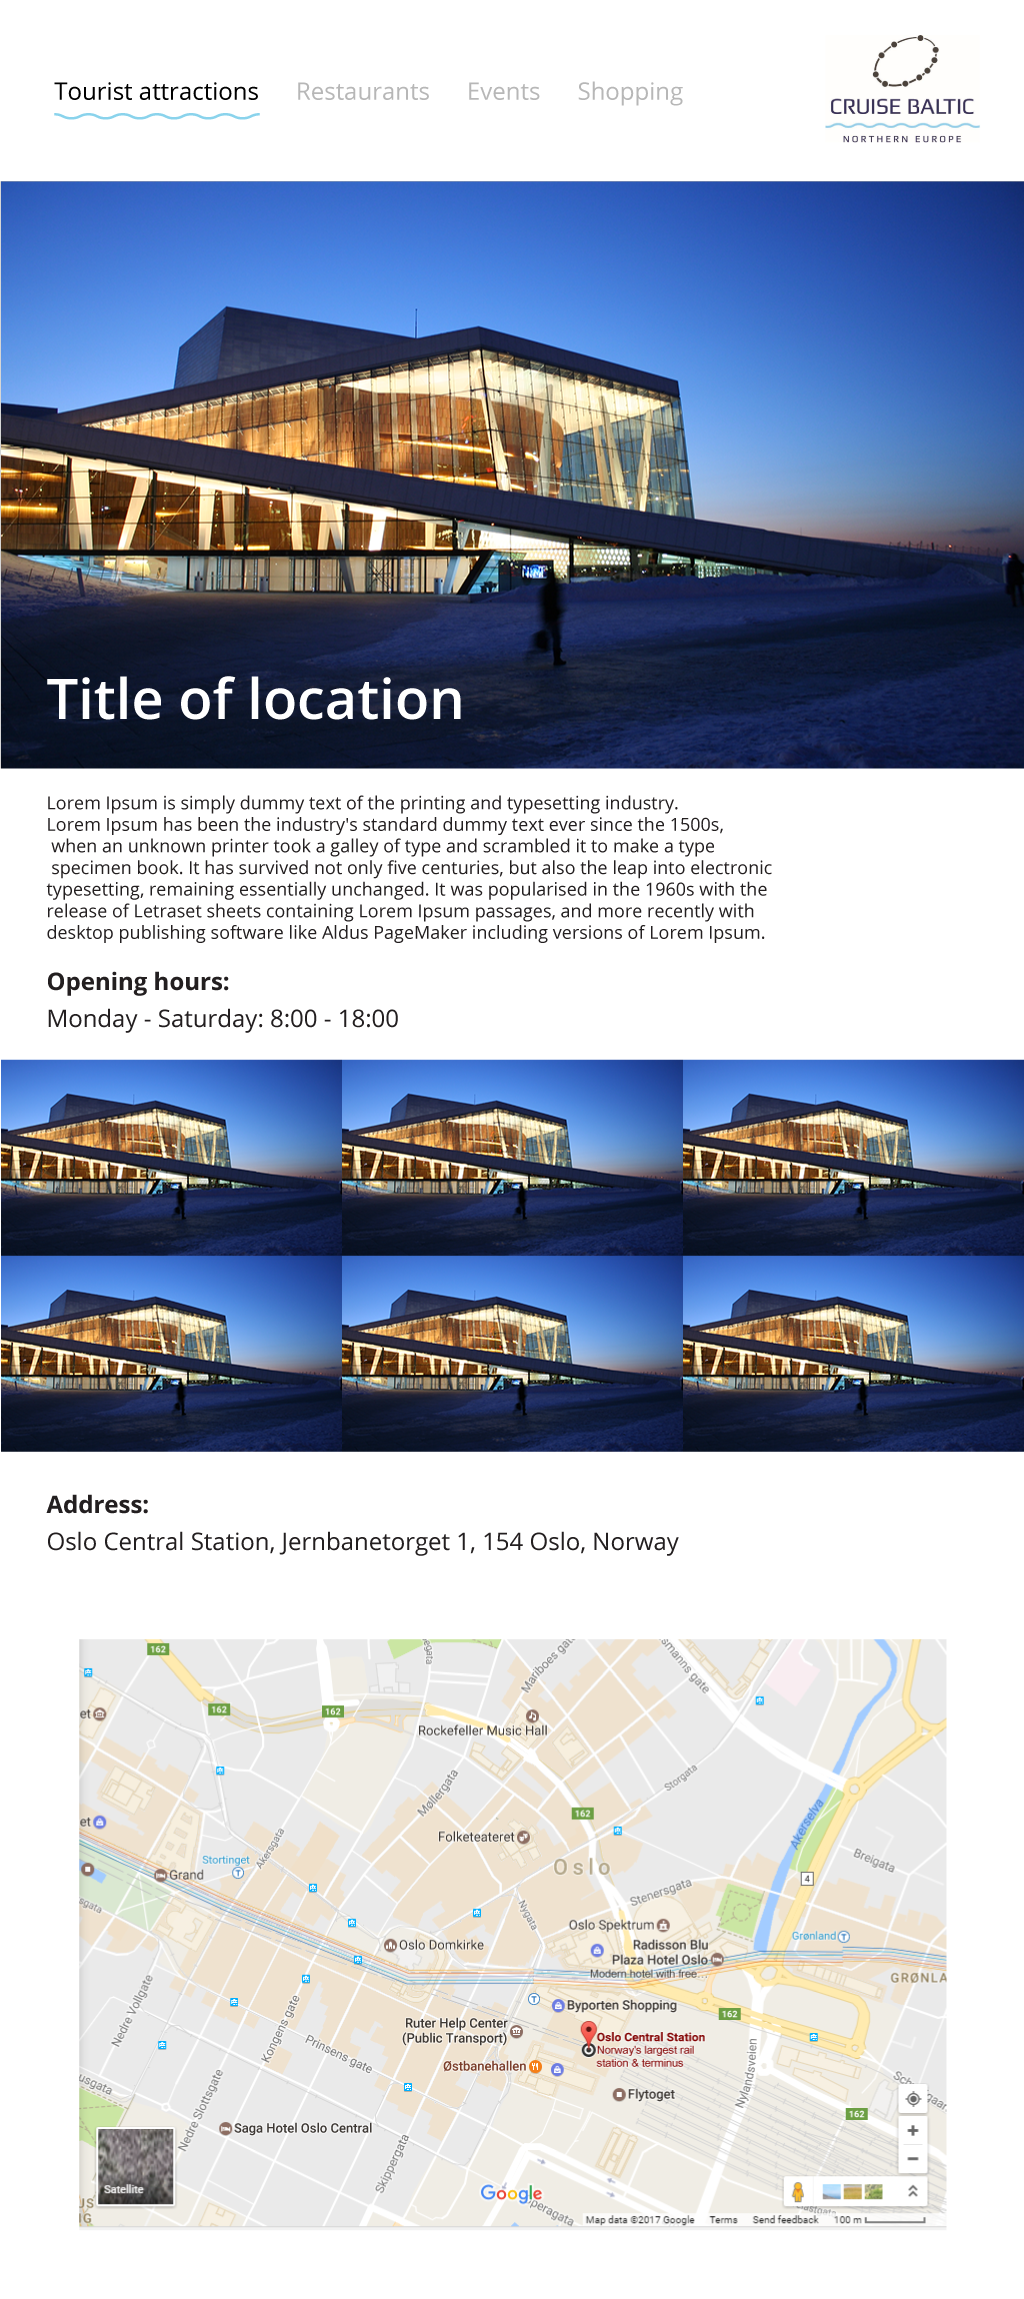 Tourist attractions
Restaurants
Events
Shopping
CRUISE BALTIC
NORTHERN EUROPE
Title of location
Lorem Ipsum is simply dummy text of the printing and typesetting industry.
Lorem Ipsum has been the industry's standard dummy text ever since the 1500s,
when an unknown printer took a galley of type and scrambled it to make a type
specimen book. It has survived not only five centuries, but also the leap into electronic
typesetting, remaining essentially unchanged. It was popularised in the 1960s with the
release of Letraset sheets containing Lorem Ipsum passages, and more recently with
desktop publishing software like Aldus PageMaker including versions of Lorem Ipsum.
Opening hours:
Monday - Saturday: 8:00 - 18:00
Address:
Oslo Central Station, Jernbanetorget 1, 154 Oslo, Norway
162
162
162
Mariboes gat
smanns gate
et
Rockefeller Music Hall
Møllergata
Storgata
162
et
Folketeateret
Akerselva
Oslo
Akersgata
Stortinget
Grand
Breigata
4
Stenersgata
Nygata
Oslo Spektrum
Oslo Domkirke
Radisson Blu
Plaza Hotel Oslo
Modern hotel with free...
Grønland
GRØNLA
Nedre Vollgate
Kongens gate
Byporten Shopping
162
Ruter Help Center
(Public Transport)
Oslo Central Station
Norway's largest rail
station & terminus
Prinsens gate
Østbanehallen
Nylandsveien
Flytoget
usgata
Nedre Slottsgate
162
Saga Hotel Oslo Central
Skippergata
Satellite
Google
peragata
US
G
Map data ©2017 Google
Terms
Send feedback
100 m